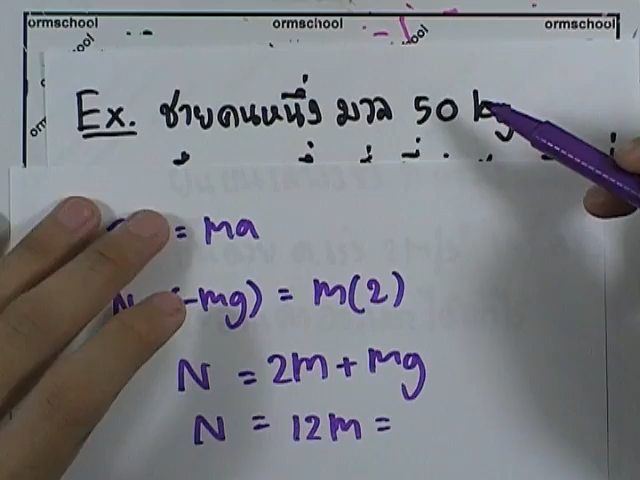 ormschool ormschool ormschool
Ex. ชายคนหนึ่ง มวล 50 kg
= ma
-mg) = m(2)
N = 2m + mg
N = 12m =